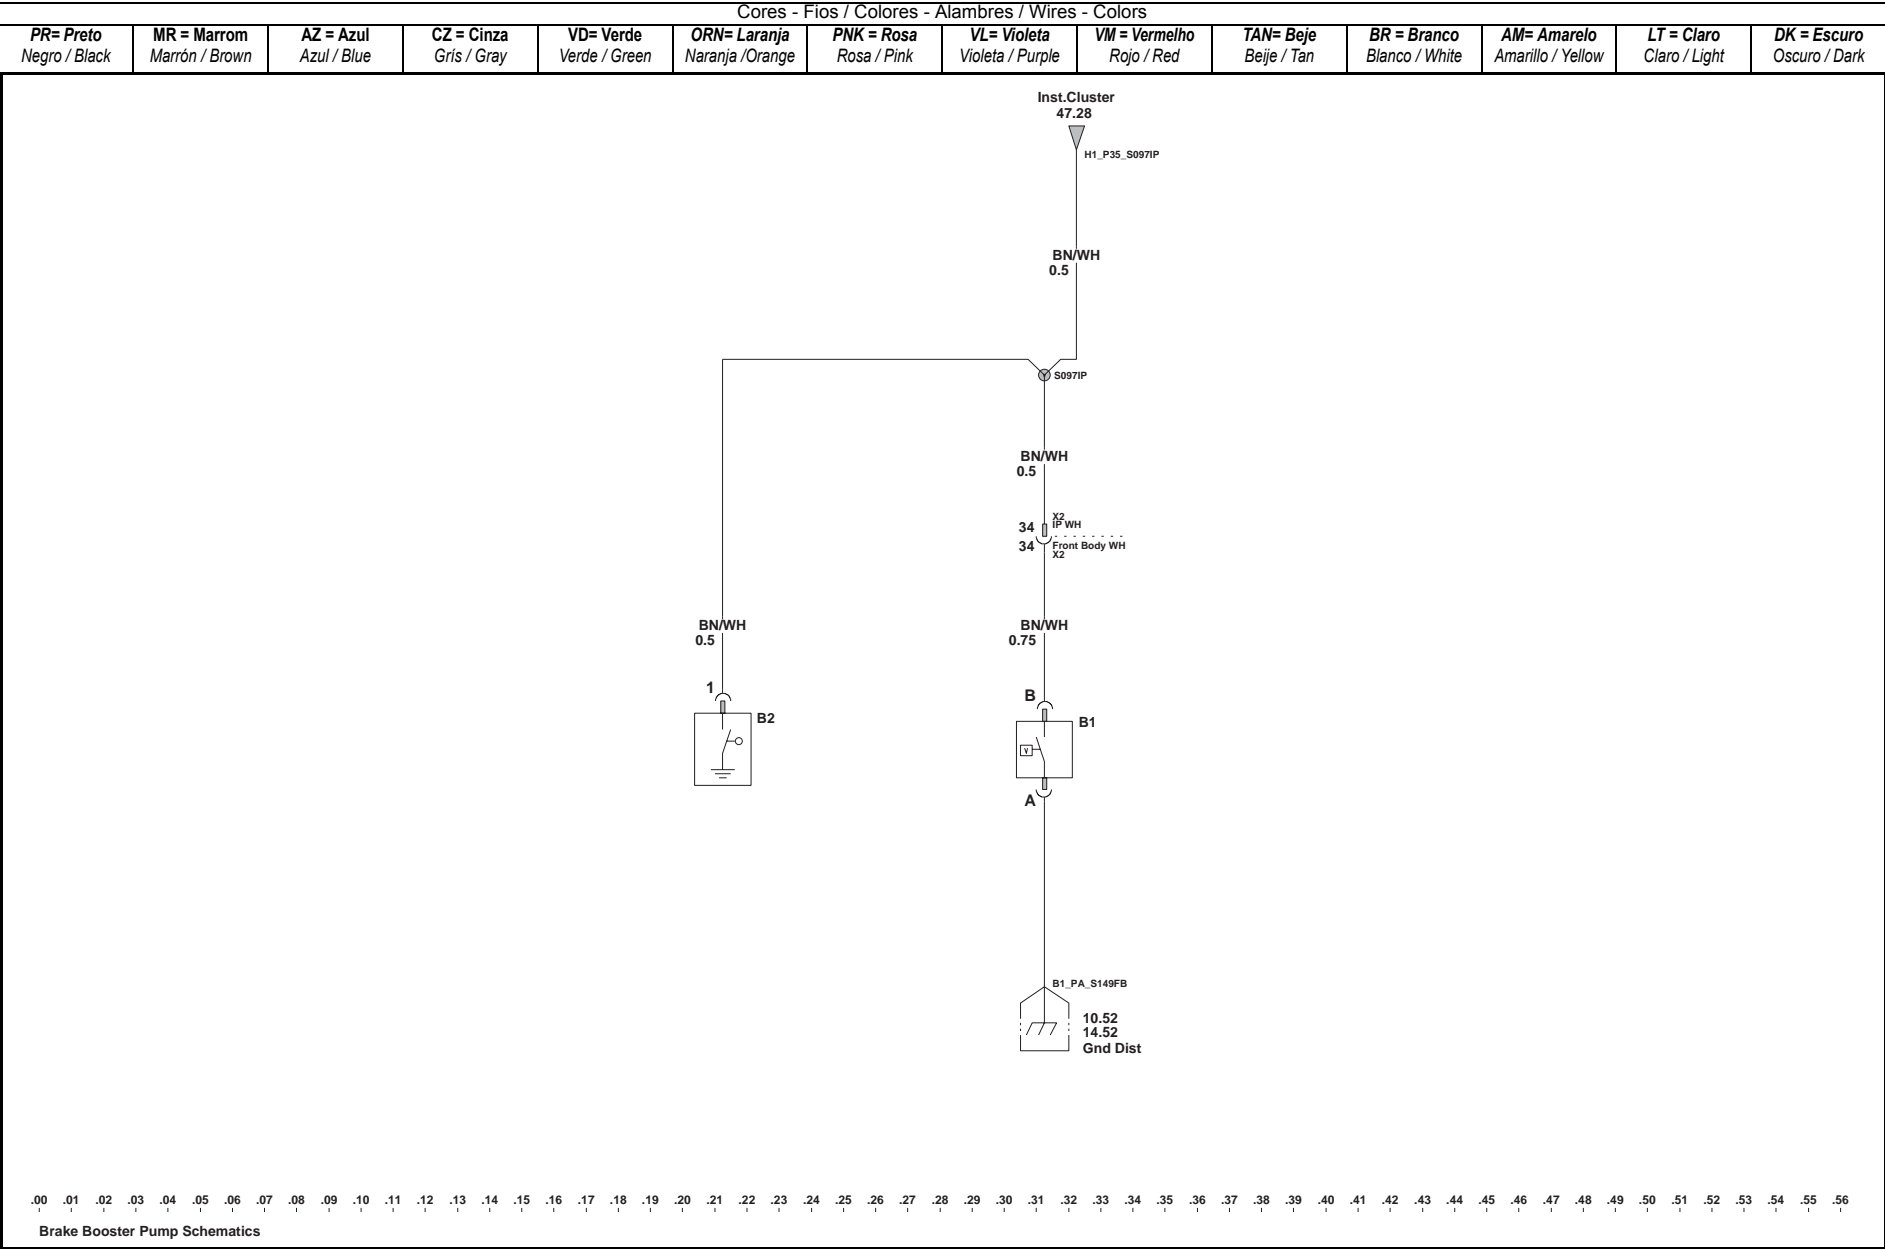 Cores - Fios / Colores - Alambres / Wires - Colors
PR= Preto MR = Marrom AZ = Azul CZ = Cinza VD= Verde ORN= Laranja PNK = Rosa VL= Violeta VM = Vermelho TAN= Beje BR = Branco AM= Amarelo LT = Claro DK = Escuro
Negro / Black Marrón / Brown Azul / Blue Grís / Gray Verde / Green Naranja /Orange Rosa / Pink Violeta / Purple Rojo / Red Beije / Tan Blanco / White Amarillo / Yellow Claro / Light Oscuro / Dark
Inst.Cluster
47.28
H1_P35_S097IP
BN/WH
0.5
S097IP
BN/WH
0.5
X2
34 IP WH
34 Front Body WH
X2
BN/WH
0.5
BN/WH
0.75
1
B2
B
B1
V
A
B1_PA_S149FB
10.52
14.52
Gnd Dist
.00 .01 .02 .03 .04 .05 .06 .07 .08 .09 .10 .11 .12 .13 .14 .15 .16 .17 .18 .19 .20 .21 .22 .23 .24 .25 .26 .27 .28 .29 .30 .31 .32 .33 .34 .35 .36 .37 .38 .39 .40 .41 .42 .43 .44 .45 .46 .47 .48 .49 .50 .51 .52 .53 .54 .55 .56
Brake Booster Pump Schematics